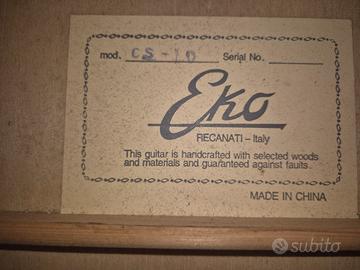 mod. CS-10 Serial No.
Eko
RECANATI – Italy
This guitar is handcrafted with selected woods
and materials and guaranteed against faults.
MADE IN CHINA
subito